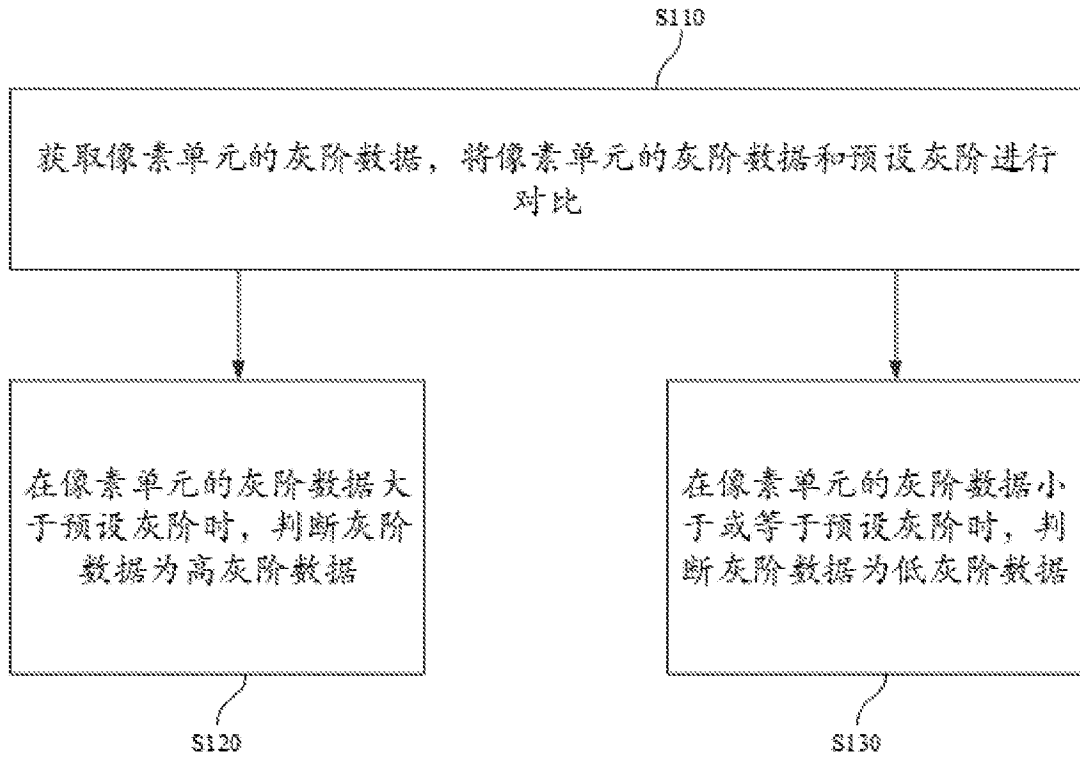 S110
获取像素单元的灰阶数据，将像素单元的灰阶数据和预设灰阶进行
对比
在像素单元的灰阶数据大
于预设灰阶时，判断灰阶
数据为高灰阶数据
在像素单元的灰阶数据小
于或等于预设灰阶时，判
断灰阶数据为低灰阶数据
S120
S130